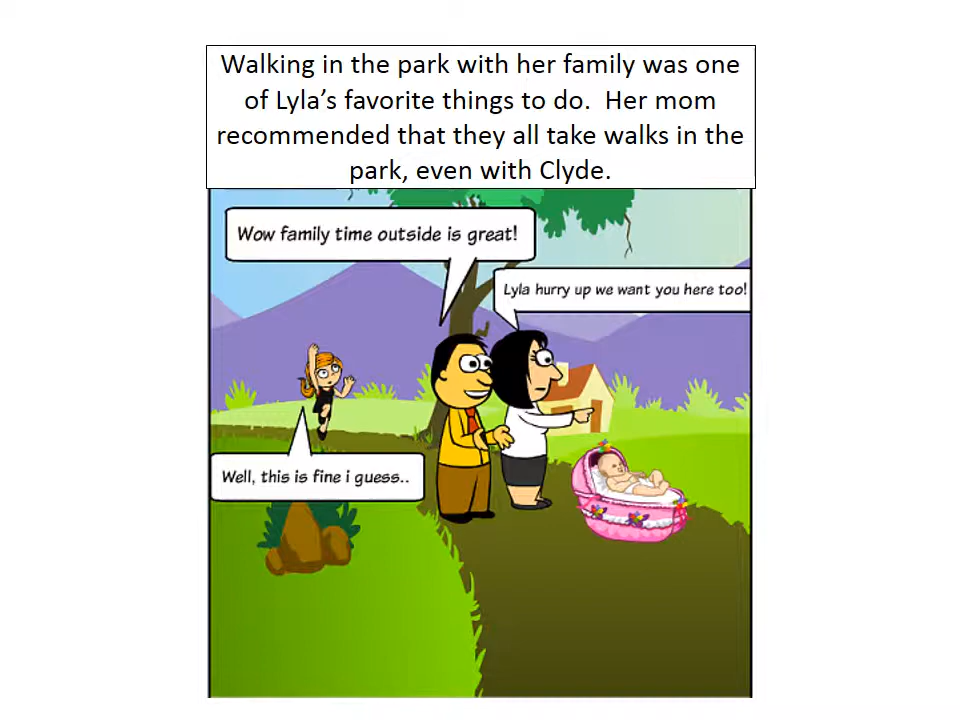 Walking in the park with her family was one
of Lyla’s favorite things to do.  Her mom
recommended that they all take walks in the
park, even with Clyde.
Wow family time outside is great!
Lyla hurry up we want you here too!
Well, this is fine i guess..